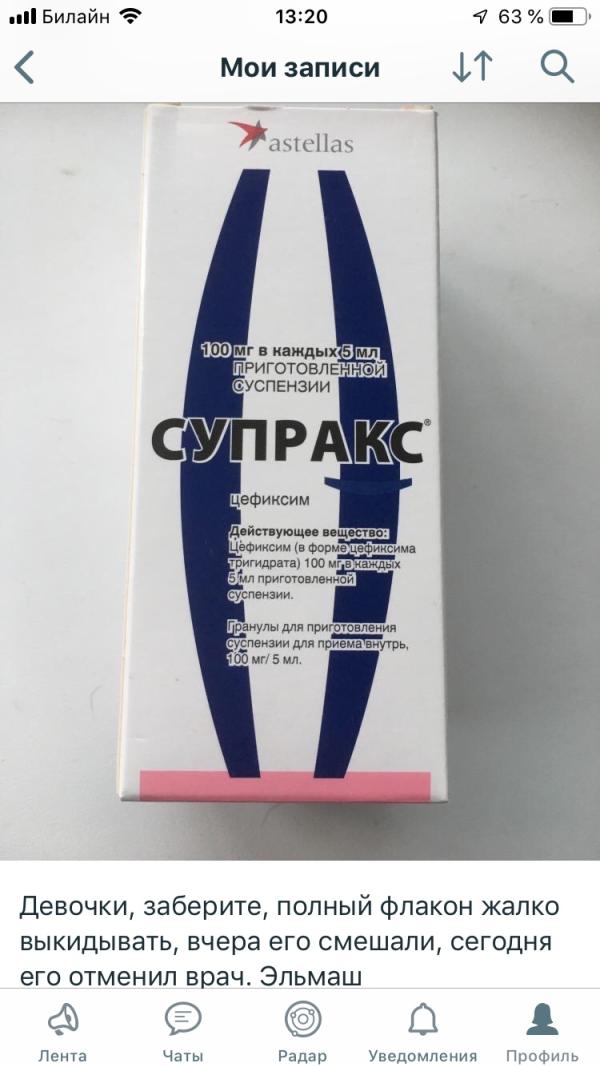 Билайн 13:20 63 %
Мои записи
astellas
100 мг в каждых 5 мл
ПРИГОТОВЛЕННОЙ
СУСПЕНЗИИ
СУПРАКС®
цефиксим
Действующее вещество:
Цефиксим (в форме цефиксима
тригидрата) 100 мг в каждых
5 мл приготовленной
суспензии.
Гранулы для приготовления
суспензии для приема внутрь,
100 мг/ 5 мл.
Девочки, заберите, полный флакон жалко
выкидывать, вчера его смешали, сегодня
его отменил врач. Эльмаш
Лента Чаты Радар Уведомления Профиль